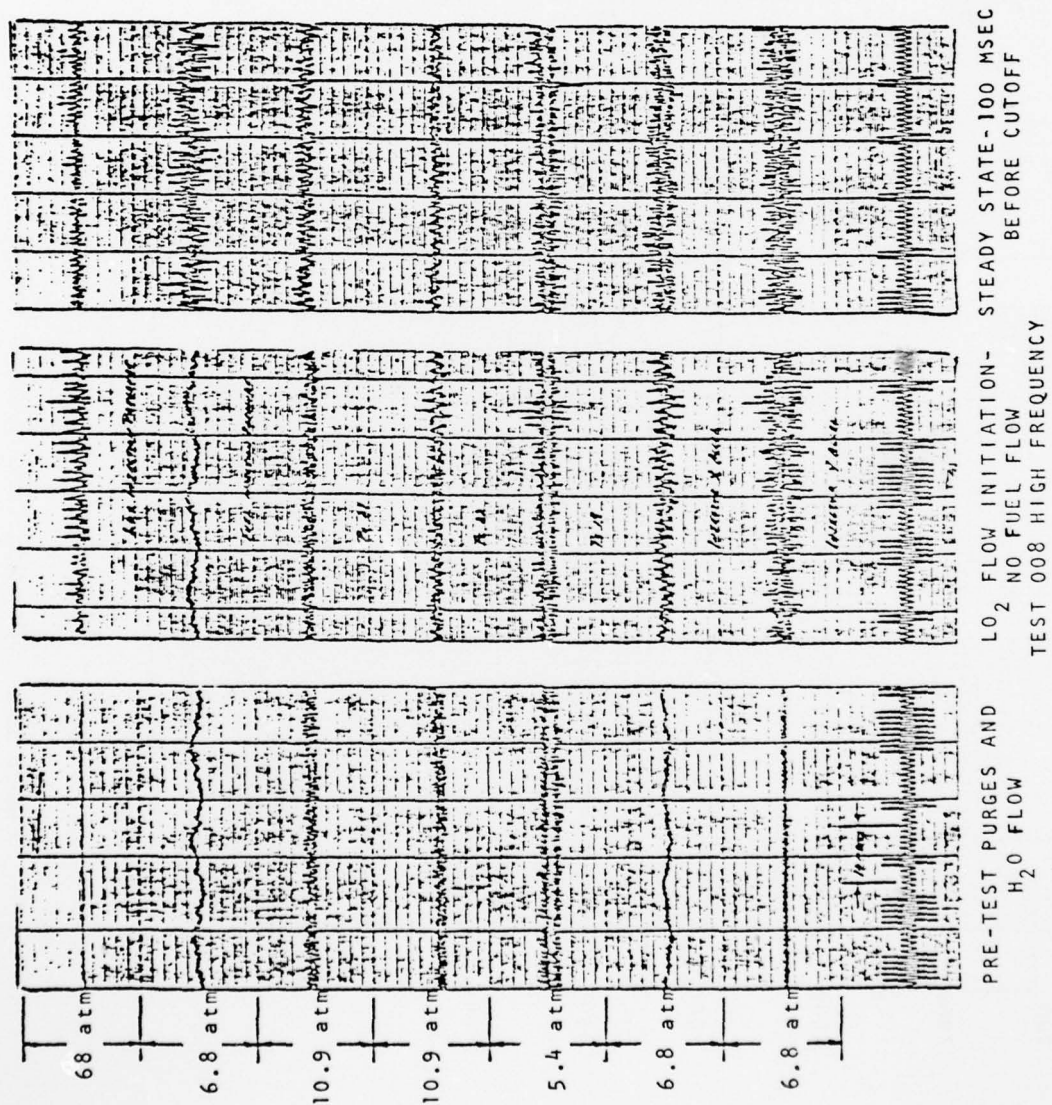 68 atm
6.8 atm
10.9 atm
10.9 atm
5.4 atm
6.8 atm
6.8 atm
PRE-TEST PURGES AND
H2O FLOW
LO2 FLOW INITIATION-
NO FUEL FLOW
TEST 008 HIGH FREQUENCY
STEADY STATE-100 MSEC
BEFORE CUTOFF